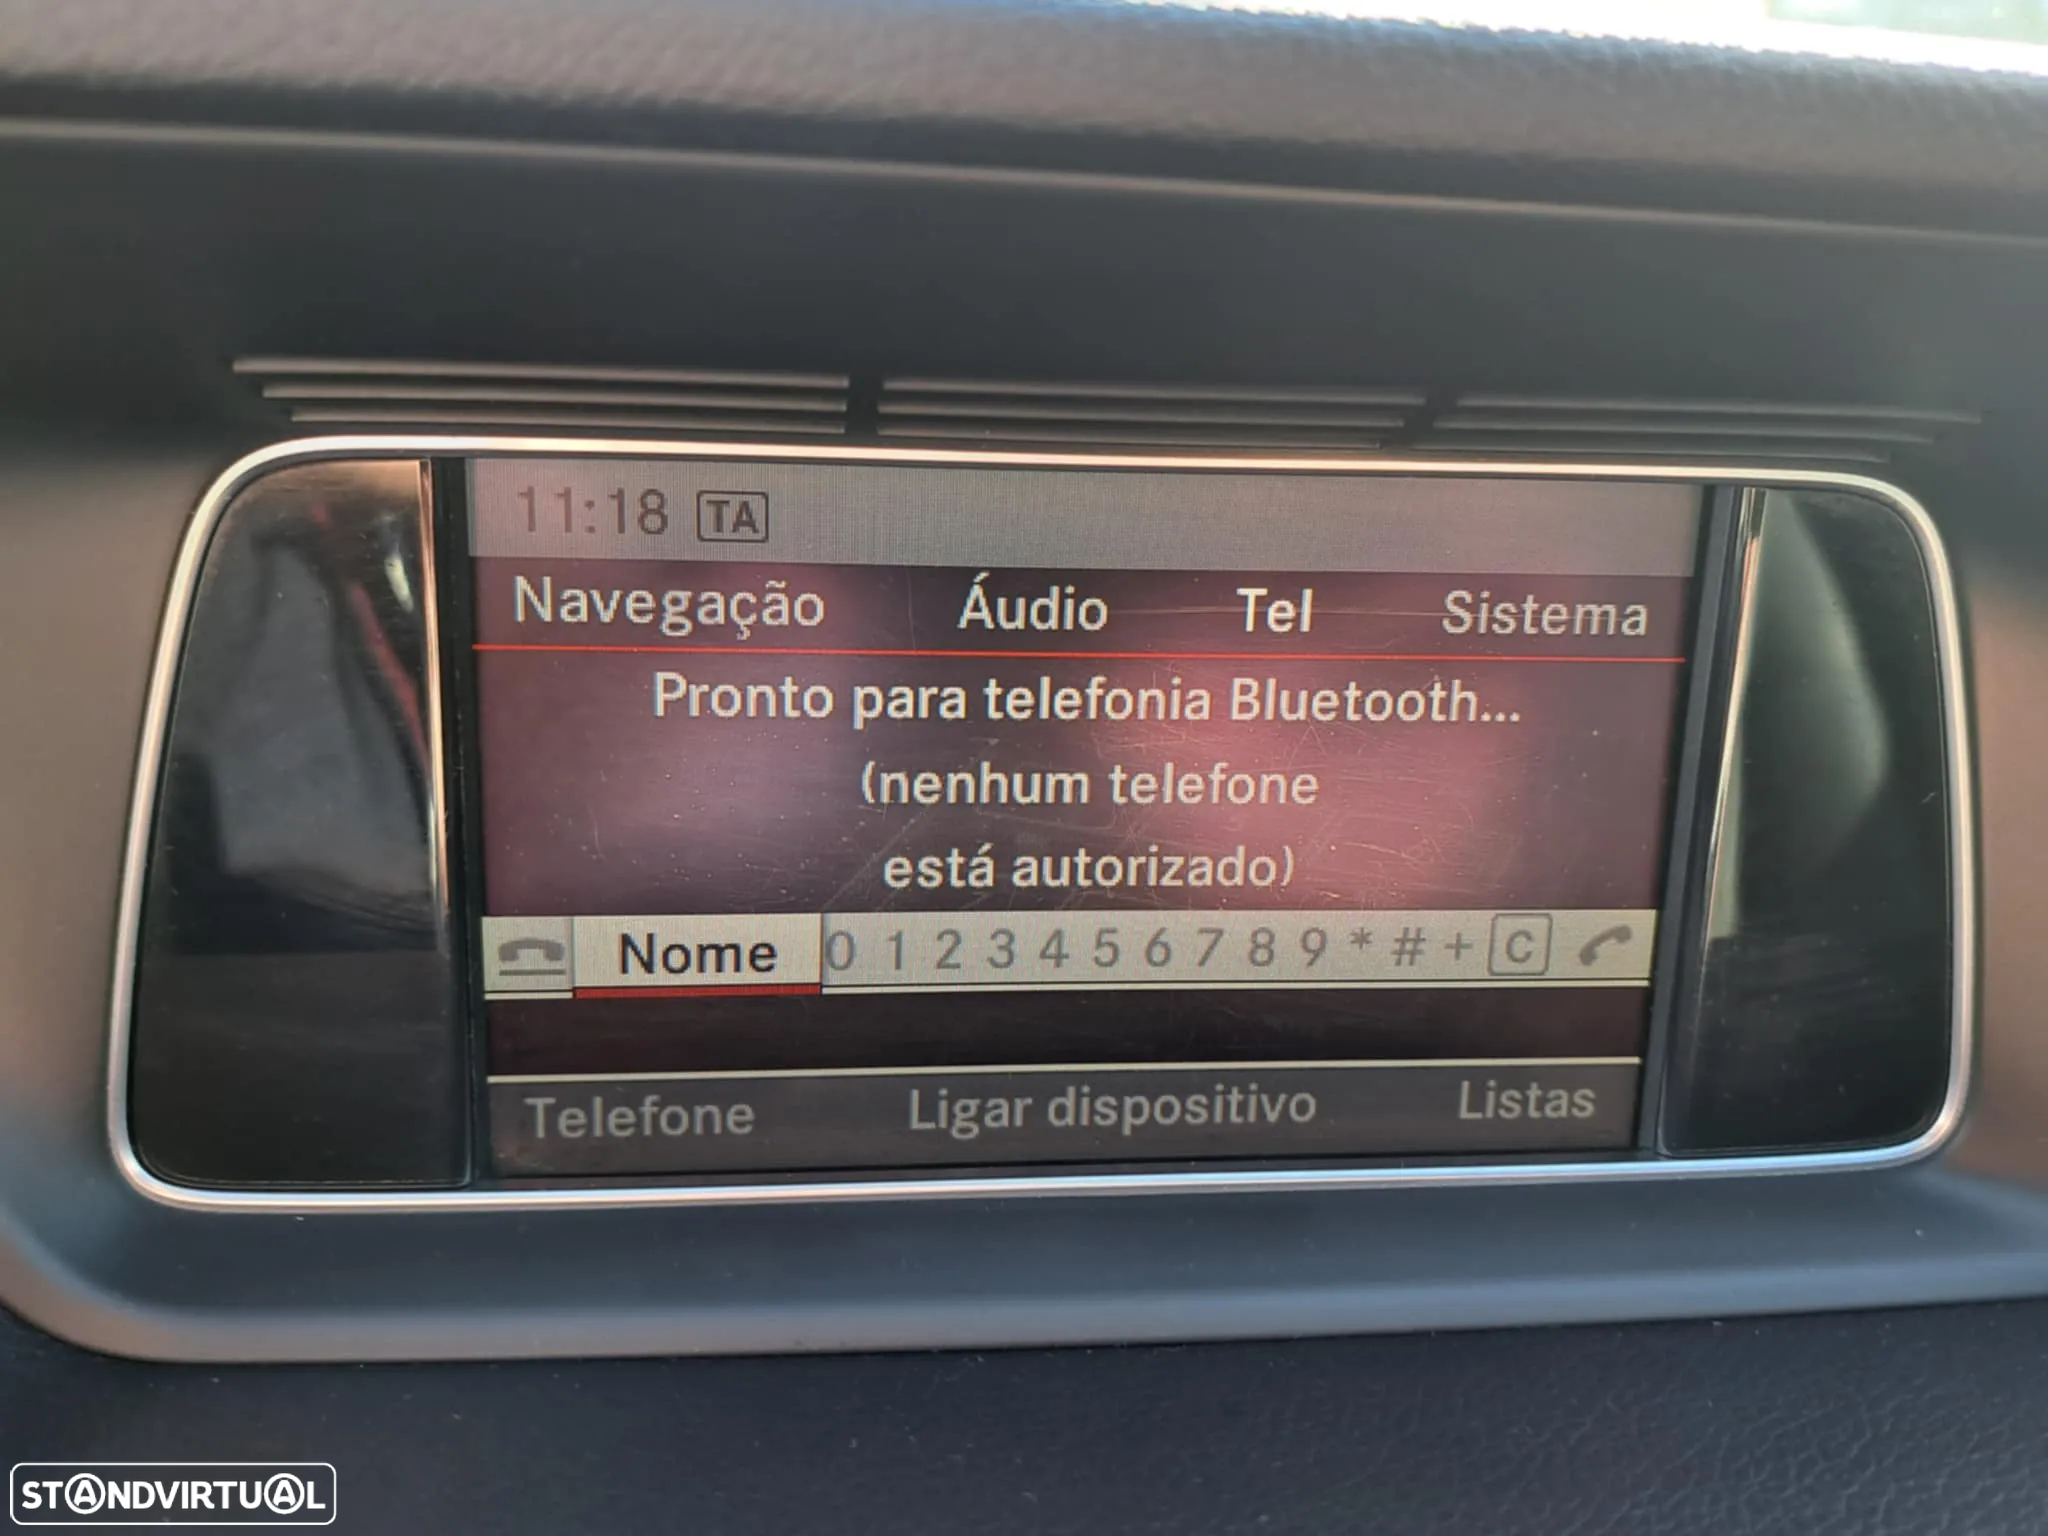 11:18 TA
Navegação Áudio Tel Sistema
Pronto para telefonia Bluetooth...
(nenhum telefone
está autorizado)
Nome 0 1 2 3 4 5 6 7 8 9 * # + C
Telefone Ligar dispositivo Listas
STANDVIRTUAL